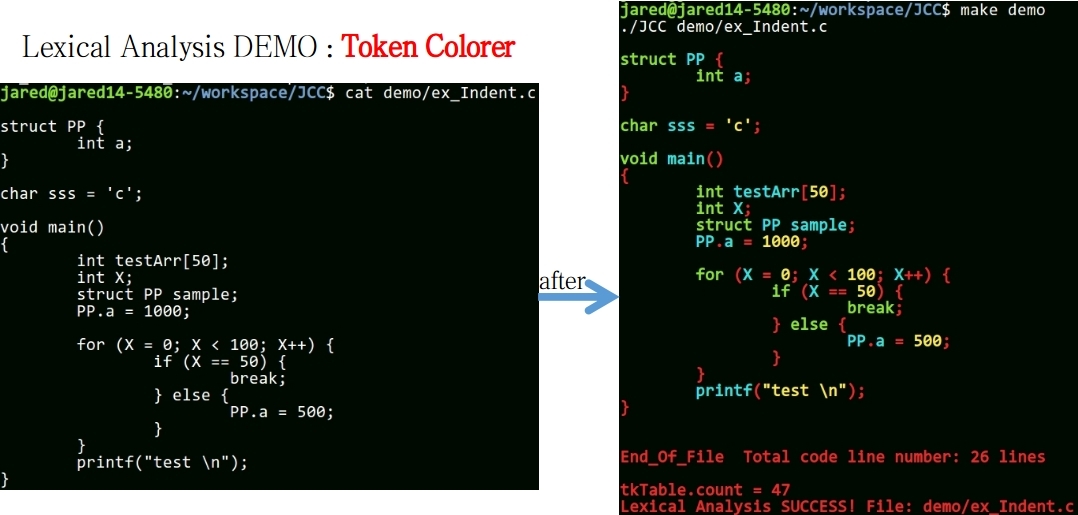 Lexical Analysis DEMO : Token Colorer
jared@jared14-5480:~/workspace/JCC$ cat demo/ex_Indent.c
struct PP {
int a;
}
char sss = 'c';
void main()
{
int testArr[50];
int X;
struct PP sample;
PP.a = 1000;
for (X = 0; X < 100; X++) {
if (X == 50) {
break;
} else {
PP.a = 500;
}
}
printf("test \n");
}
after
jared@jared14-5480:~/workspace/JCC$ make demo
./JCC demo/ex_Indent.c
struct PP {
int a;
}
char sss = 'c';
void main()
{
int testArr[50];
int X;
struct PP sample;
PP.a = 1000;
for (X = 0; X < 100; X++) {
if (X == 50) {
break;
} else {
PP.a = 500;
}
}
printf("test \n");
}
End_Of_File  Total code line number: 26 lines
tkTable.count = 47
Lexical Analysis SUCCESS! File: demo/ex_Indent.c